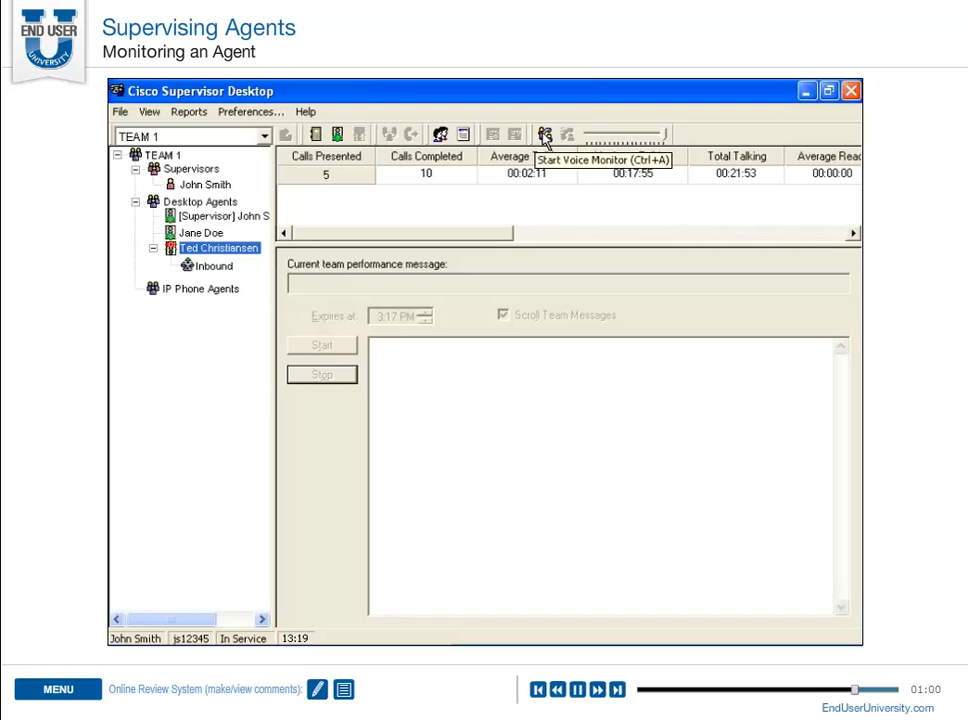 END USER
U
UNIVERSITY
Supervising Agents
Monitoring an Agent
Cisco Supervisor Desktop
File View Reports Preferences... Help
TEAM 1
Start Voice Monitor (Ctrl+A)
Calls Presented Calls Completed Average Total Talking Average Read
5 10 00:02:11 00:17:55 00:21:53 00:00:00
TEAM 1
Supervisors
John Smith
Desktop Agents
[Supervisor] John S
Jane Doe
Ted Christiansen
Inbound
IP Phone Agents
Current team performance message:
Expires at: 3:17 PM Scroll Team Messages
Start
Stop
John Smith js12345 In Service 13:19
MENU Online Review System (make/view comments): 01:00
EndUserUniversity.com